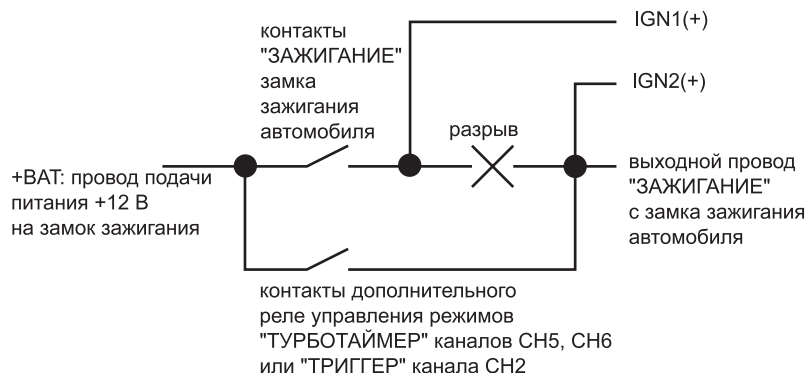 IGN1(+)
контакты
"ЗАЖИГАНИЕ"
замка
зажигания
автомобиля
IGN2(+)
разрыв
+BAT: провод подачи
питания +12 В
на замок зажигания
выходной провод
"ЗАЖИГАНИЕ"
с замка зажигания
автомобиля
контакты дополнительного
реле управления режимов
"ТУРБОТАЙМЕР" каналов CH5, CH6
или "ТРИГГЕР" канала CH2